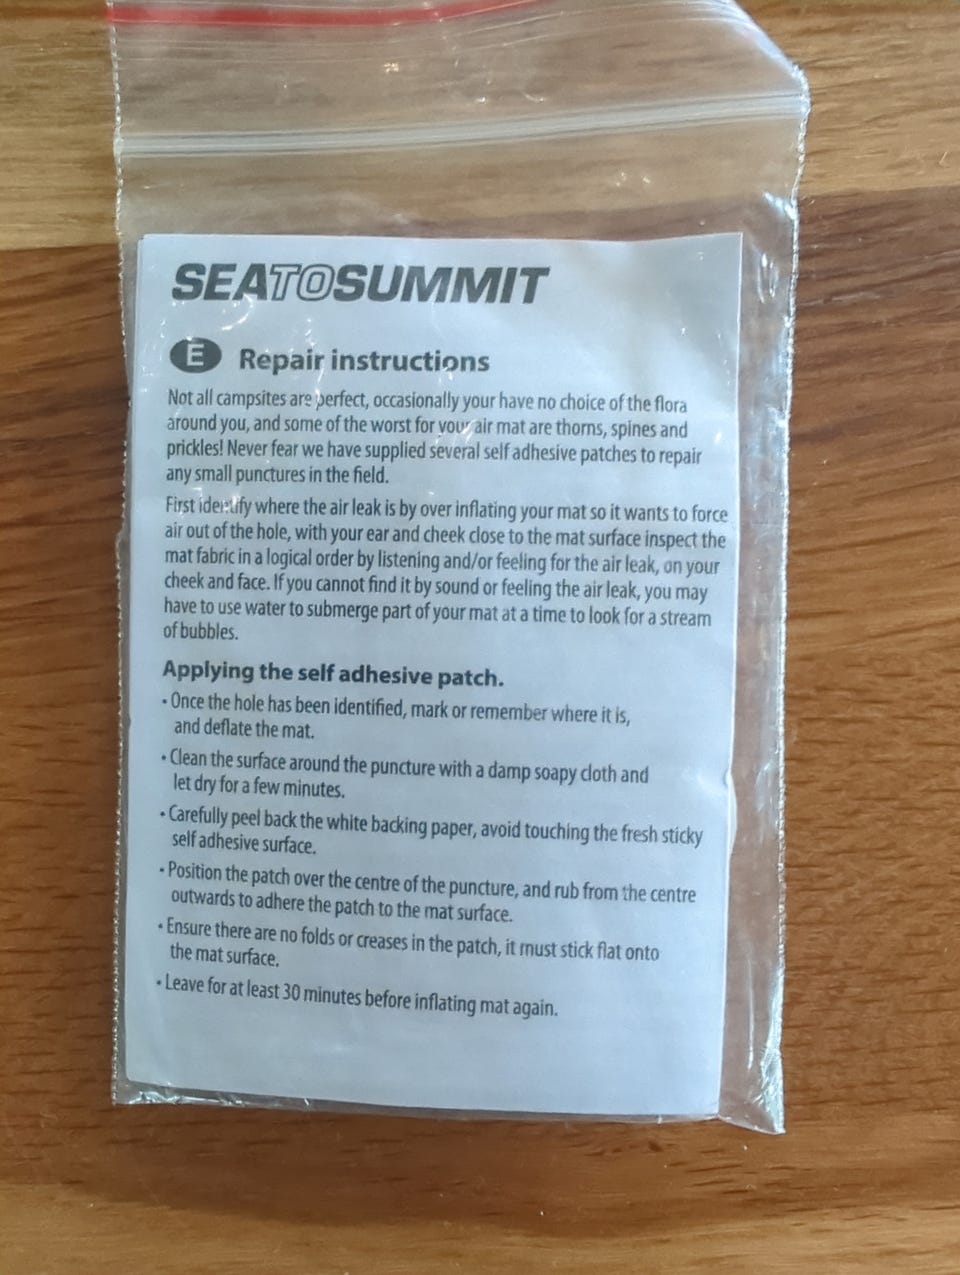 SEATOSUMMIT
E Repair instructions
Not all campsites are perfect, occasionally your have no choice of the flora
around you, and some of the worst for your air mat are thorns, spines and
prickles! Never fear we have supplied several self adhesive patches to repair
any small punctures in the field.
First identify where the air leak is by over inflating your mat so it wants to force
air out of the hole, with your ear and cheek close to the mat surface inspect the
mat fabric in a logical order by listening and/or feeling for the air leak, on your
cheek and face. If you cannot find it by sound or feeling the air leak, you may
have to use water to submerge part of your mat at a time to look for a stream
of bubbles.
Applying the self adhesive patch.
• Once the hole has been identified, mark or remember where it is,
and deflate the mat.
• Clean the surface around the puncture with a damp soapy cloth and
let dry for a few minutes.
• Carefully peel back the white backing paper, avoid touching the fresh sticky
self adhesive surface.
• Position the patch over the centre of the puncture, and rub from the centre
outwards to adhere the patch to the mat surface.
• Ensure there are no folds or creases in the patch, it must stick flat onto
the mat surface.
• Leave for at least 30 minutes before inflating mat again.